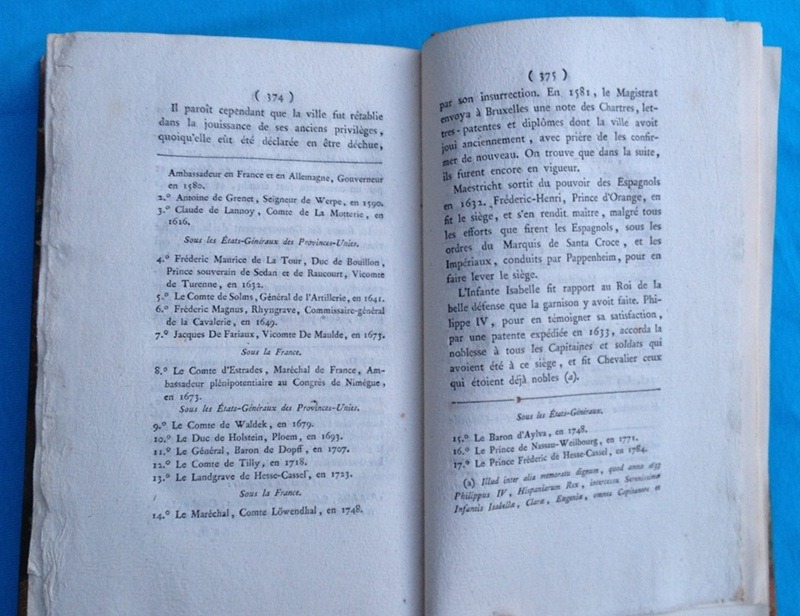 ( 374 )
Il paroît cependant que la ville fut rétablie
dans la jouissance de ses anciens privilèges,
quoiqu'elle eût été déclarée en être déchue,
Ambassadeur en France et en Allemagne, Gouverneur
en 1580.
2.° Antoine de Grenet, Seigneur de Werpe, en 1590.
3.° Claude de Lannoy, Comte de La Motterie, en
1616.
Sous les États-Généraux des Provinces-Unies.
4.° Fréderic Maurice de La Tour, Duc de Bouillon,
Prince souverain de Sedan et de Raucourt, Vicomte
de Turenne, en 1632.
5.° Le Comte de Solms, Général de l'Artillerie, en 1641.
6.° Fréderic Magnus, Rhyngrave, Commissaire-général
de la Cavalerie, en 1649.
7.° Jacques De Fariaux, Vicomte De Maulde, en 1673.
Sous la France.
8.° Le Comte d'Estrades, Maréchal de France, Am-
bassadeur plénipotentiaire au Congrès de Nimégue,
en 1673.
Sous les États-Généraux des Provinces-Unies.
9.° Le Comte de Waldek, en 1679.
10.° Le Duc de Holstein, Ploem, en 1693.
11.° Le Général, Baron de Dopff, en 1707.
12.° Le Comte de Tilly, en 1718.
13.° Le Landgrave de Hesse-Cassel, en 1723.
Sous la France.
14.° Le Maréchal, Comte Löwendhal, en 1748.
( 375 )
par son insurrection. En 1581, le Magistrat
envoya à Bruxelles une note des Chartres, let-
tres-patentes et diplômes dont la ville avoit
joui anciennement, avec prière de les confir-
mer de nouveau. On trouve que dans la suite,
ils furent encore en vigueur.
Maestricht sortit du pouvoir des Espagnols
en 1632. Fréderic-Henri, Prince d'Orange, en
fit le siège, et s'en rendit maître, malgré tous
les efforts que firent les Espagnols, sous les
ordres du Marquis de Santa Croce, et les
Impériaux, conduits par Pappenheim, pour en
faire lever le siège.
L'Infante Isabelle fit rapport au Roi de la
belle défense que la garnison y avoit faite. Phi-
lippe IV, pour en témoigner sa satisfaction,
par une patente expédiée en 1633, accorda la
noblesse à tous les Capitaines et soldats qui
avoient été à ce siège, et fit Chevalier ceux
qui étoient déjà nobles (a).
Sous les États-Généraux.
15.° Le Baron d'Aylva, en 1748.
16.° Le Prince de Nassau-Weilbourg, en 1771.
17.° Le Prince Fréderic de Hesse-Cassel, en 1784.
(a) Illud inter alia memoratu dignum, quod anno 1633
Philippus IV, Hispaniarum Rex, intercessu Serenissimæ
Infantis Isabellæ, Claræ, Eugeniæ, omnes Capitaneos et